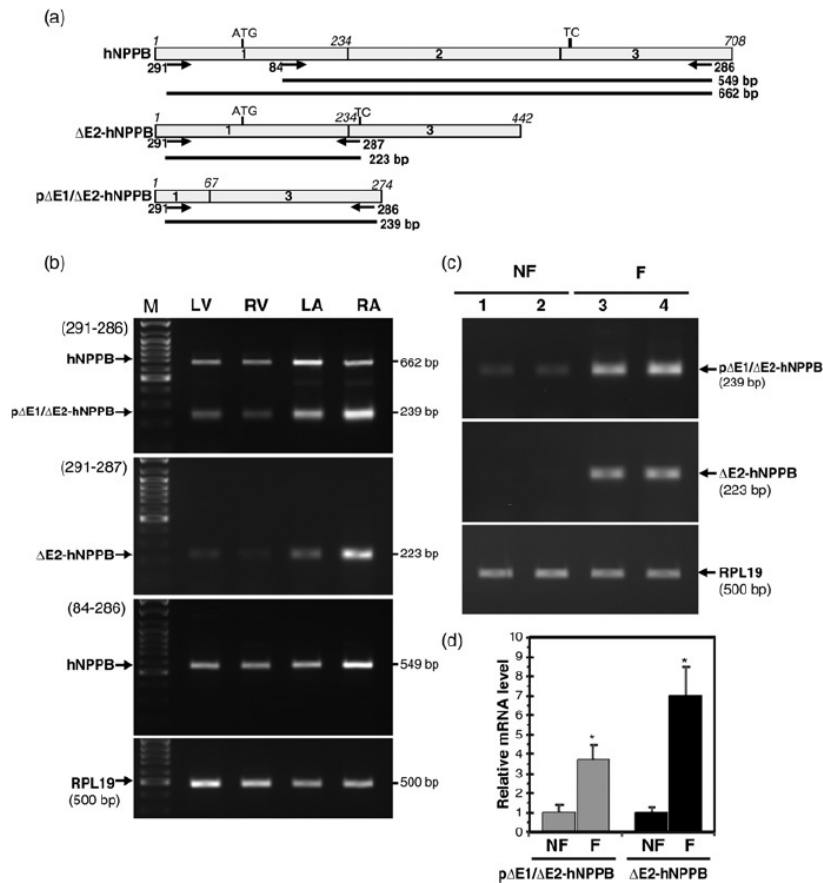 (a)
1 ATG 234 TC 708
hNPPB 1 2 3
291 84 286
549 bp
662 bp
ATG 234 TC 442
ΔE2-hNPPB 1 3
291 287
223 bp
1 67 274
pΔE1/ΔE2-hNPPB 1 3
291 286
239 bp
(b)
M LV RV LA RA
(291-286)
hNPPB 662 bp
pΔE1/ΔE2-hNPPB 239 bp
(291-287)
ΔE2-hNPPB 223 bp
(84-286)
hNPPB 549 bp
RPL19 500 bp
(500 bp)
(c)
NF F
1 2 3 4
pΔE1/ΔE2-hNPPB
(239 bp)
ΔE2-hNPPB
(223 bp)
RPL19
(500 bp)
(d)
Relative mRNA level
10
9
8
7
6
5
4
3
2
1
0
* *
NF F NF F
pΔE1/ΔE2-hNPPB ΔE2-hNPPB